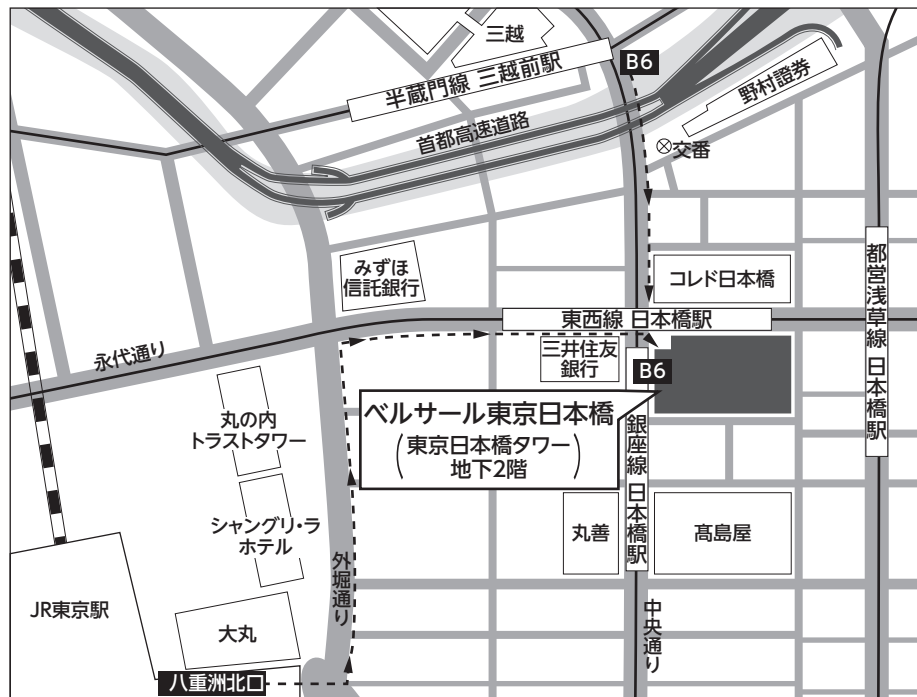 三越
B6
半蔵門線 三越前駅
野村證券
首都高速道路
交番
みずほ
信託銀行
コレド日本橋
都営浅草線 日本橋駅
東西線 日本橋駅
永代通り
三井住友
銀行
B6
丸の内
トラストタワー
ベルサール東京日本橋
(東京日本橋タワー
地下2階)
銀座線 日本橋駅
シャングリ・ラ
ホテル
丸善
髙島屋
外堀通り
JR東京駅
大丸
中央通り
八重洲北口